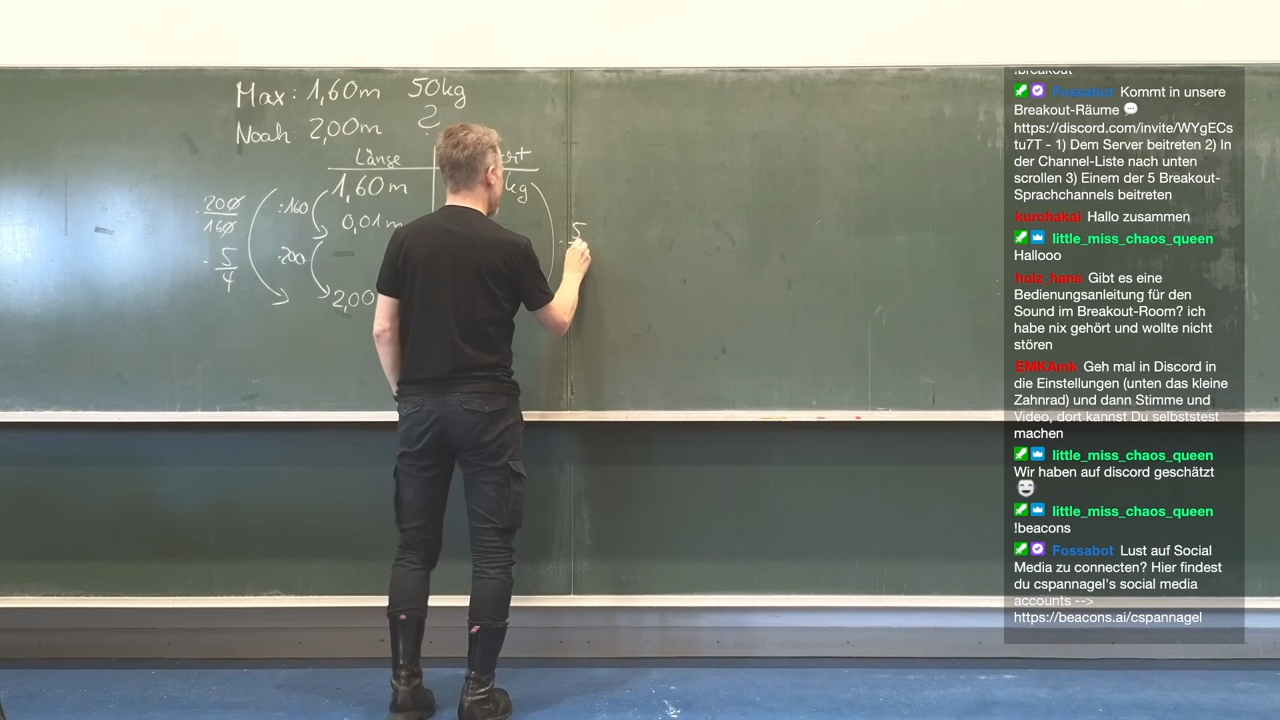 Max: 1,60m 50kg
Noah: 2,00m ?
Länge
1,60m kg
· 200/160 :160 0,01m · 5
· 5/4 ·200
2,00
!breakout
Fossabot Kommt in unsere
Breakout-Räume 💬
https://discord.com/invite/WYgECs
tu7T - 1) Dem Server beitreten 2) In
der Channel-Liste nach unten
scrollen 3) Einem der 5 Breakout-
Sprachchannels beitreten
kurohakai Hallo zusammen
little_miss_chaos_queen
Hallooo
holz_hans Gibt es eine
Bedienungsanleitung für den
Sound im Breakout-Room? ich
habe nix gehört und wollte nicht
stören
EMKAmk Geh mal in Discord in
die Einstellungen (unten das kleine
Zahnrad) und dann Stimme und
Video, dort kannst Du selbststest
machen
little_miss_chaos_queen
Wir haben auf discord geschätzt
little_miss_chaos_queen
!beacons
Fossabot Lust auf Social
Media zu connecten? Hier findest
du cspannagel's social media
accounts -->
https://beacons.ai/cspannagel